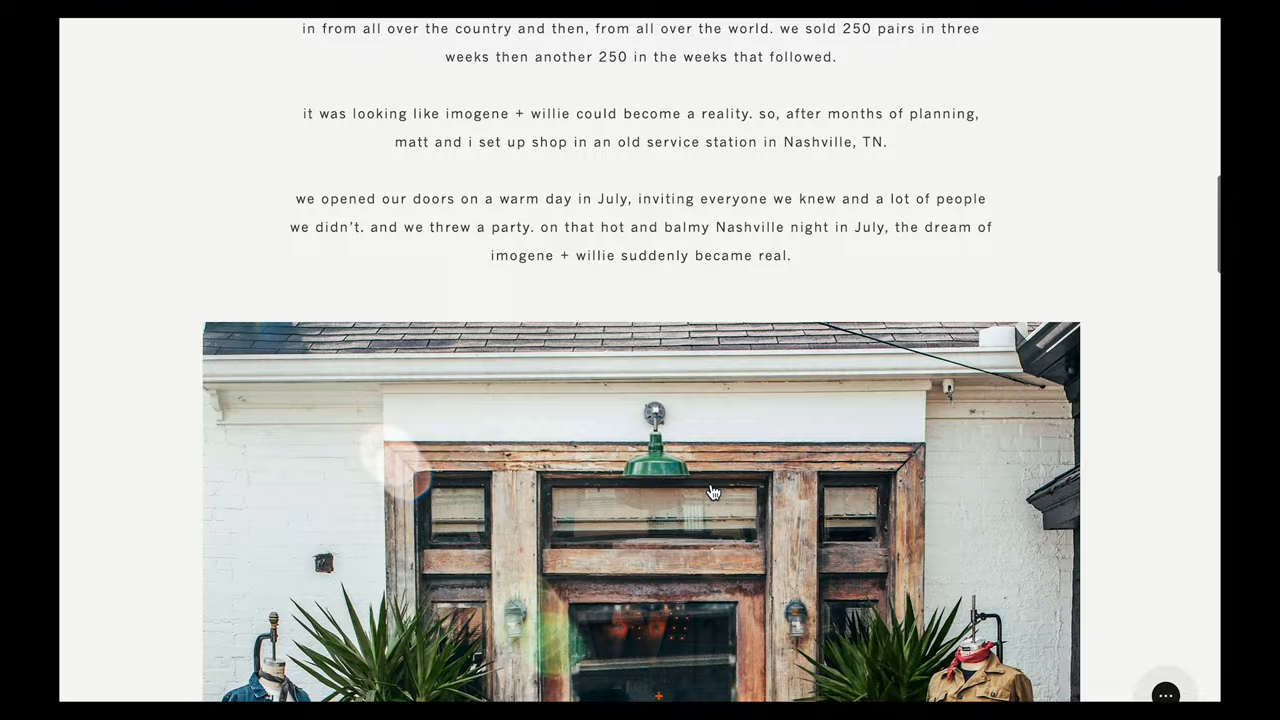 in from all over the country and then, from all over the world. we sold 250 pairs in three
weeks then another 250 in the weeks that followed.
it was looking like imogene + willie could become a reality. so, after months of planning,
matt and i set up shop in an old service station in Nashville, TN.
we opened our doors on a warm day in July, inviting everyone we knew and a lot of people
we didn't. and we threw a party. on that hot and balmy Nashville night in July, the dream of
imogene + willie suddenly became real.